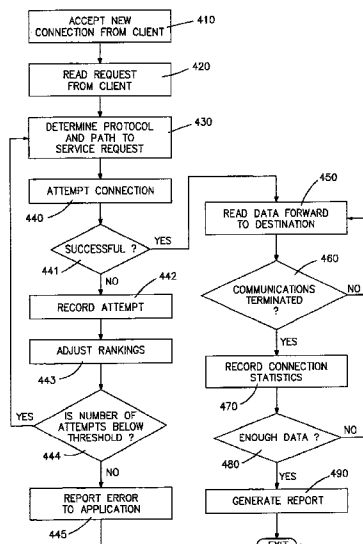 ACCEPT NEW
CONNECTION FROM CLIENT
410
READ REQUEST
FROM CLIENT
420
DETERMINE PROTOCOL
AND PATH TO
SERVICE REQUEST
430
ATTEMPT CONNECTION
440
SUCCESSFUL ?
441
YES
NO
442
RECORD ATTEMPT
ADJUST RANKINGS
443
YES
IS NUMBER OF
ATTEMPTS BELOW
THRESHOLD ?
444
NO
REPORT ERROR
TO APPLICATION
445
450
READ DATA FORWARD
TO DESTINATION
460
COMMUNICATIONS
TERMINATED
?
NO
YES
RECORD CONNECTION
STATISTICS
470
ENOUGH DATA ?
NO
480
YES
490
GENERATE REPORT
EXIT